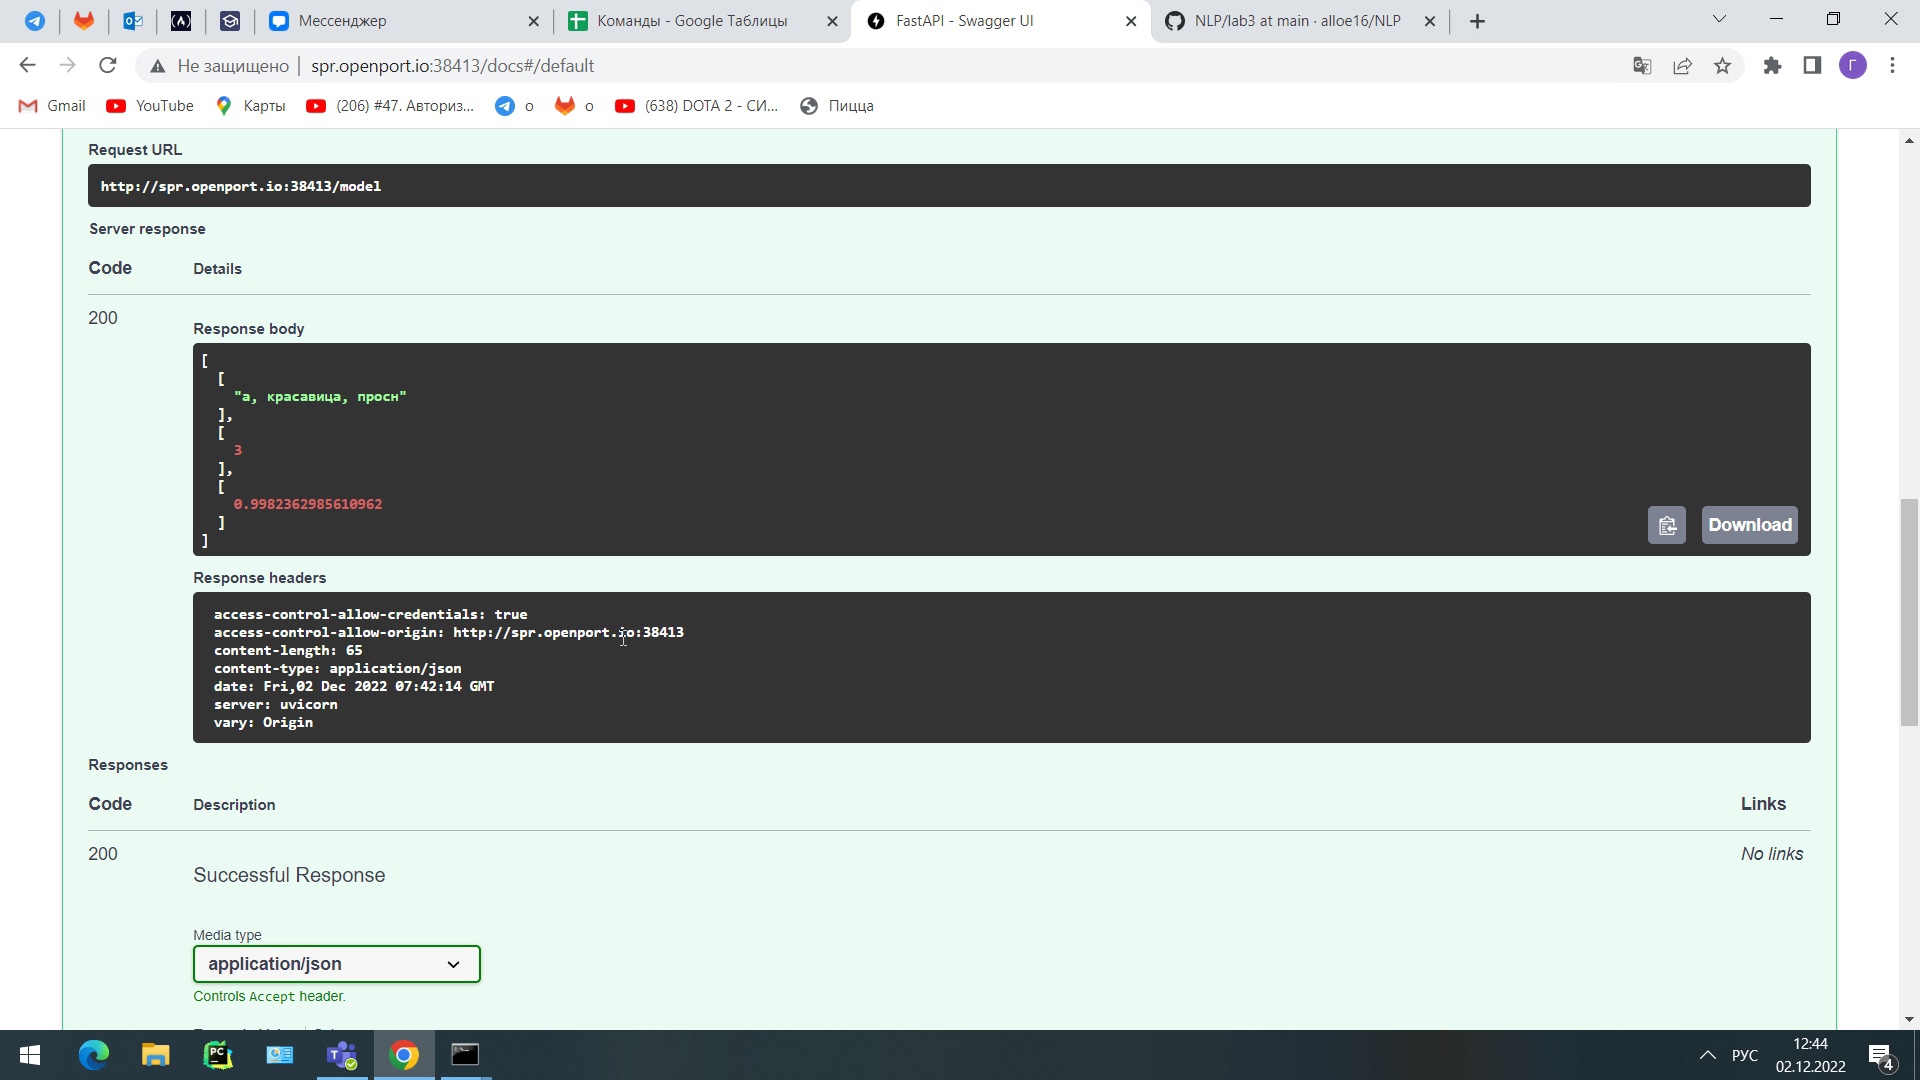 Мессенджер
Команды - Google Таблицы
FastAPI - Swagger UI
NLP/lab3 at main · alloe16/NLP
Не защищено
spr.openport.io:38413/docs#/default
Г
Gmail
YouTube
Карты
(206) #47. Авториз...
о
о
(638) DOTA 2 - СИ...
Пицца
Request URL
http://spr.openport.io:38413/model
Server response
Code
Details
200
Response body
[
[
"а, красавица, просн"
],
[
3
],
[
0.9982362985610962
]
]
Download
Response headers
access-control-allow-credentials: true
access-control-allow-origin: http://spr.openport.io:38413
content-length: 65
content-type: application/json
date: Fri,02 Dec 2022 07:42:14 GMT
server: uvicorn
vary: Origin
Responses
Code
Description
Links
200
Successful Response
No links
Media type
application/json
Controls Accept header.
PC
РУС
12:44
02.12.2022
4